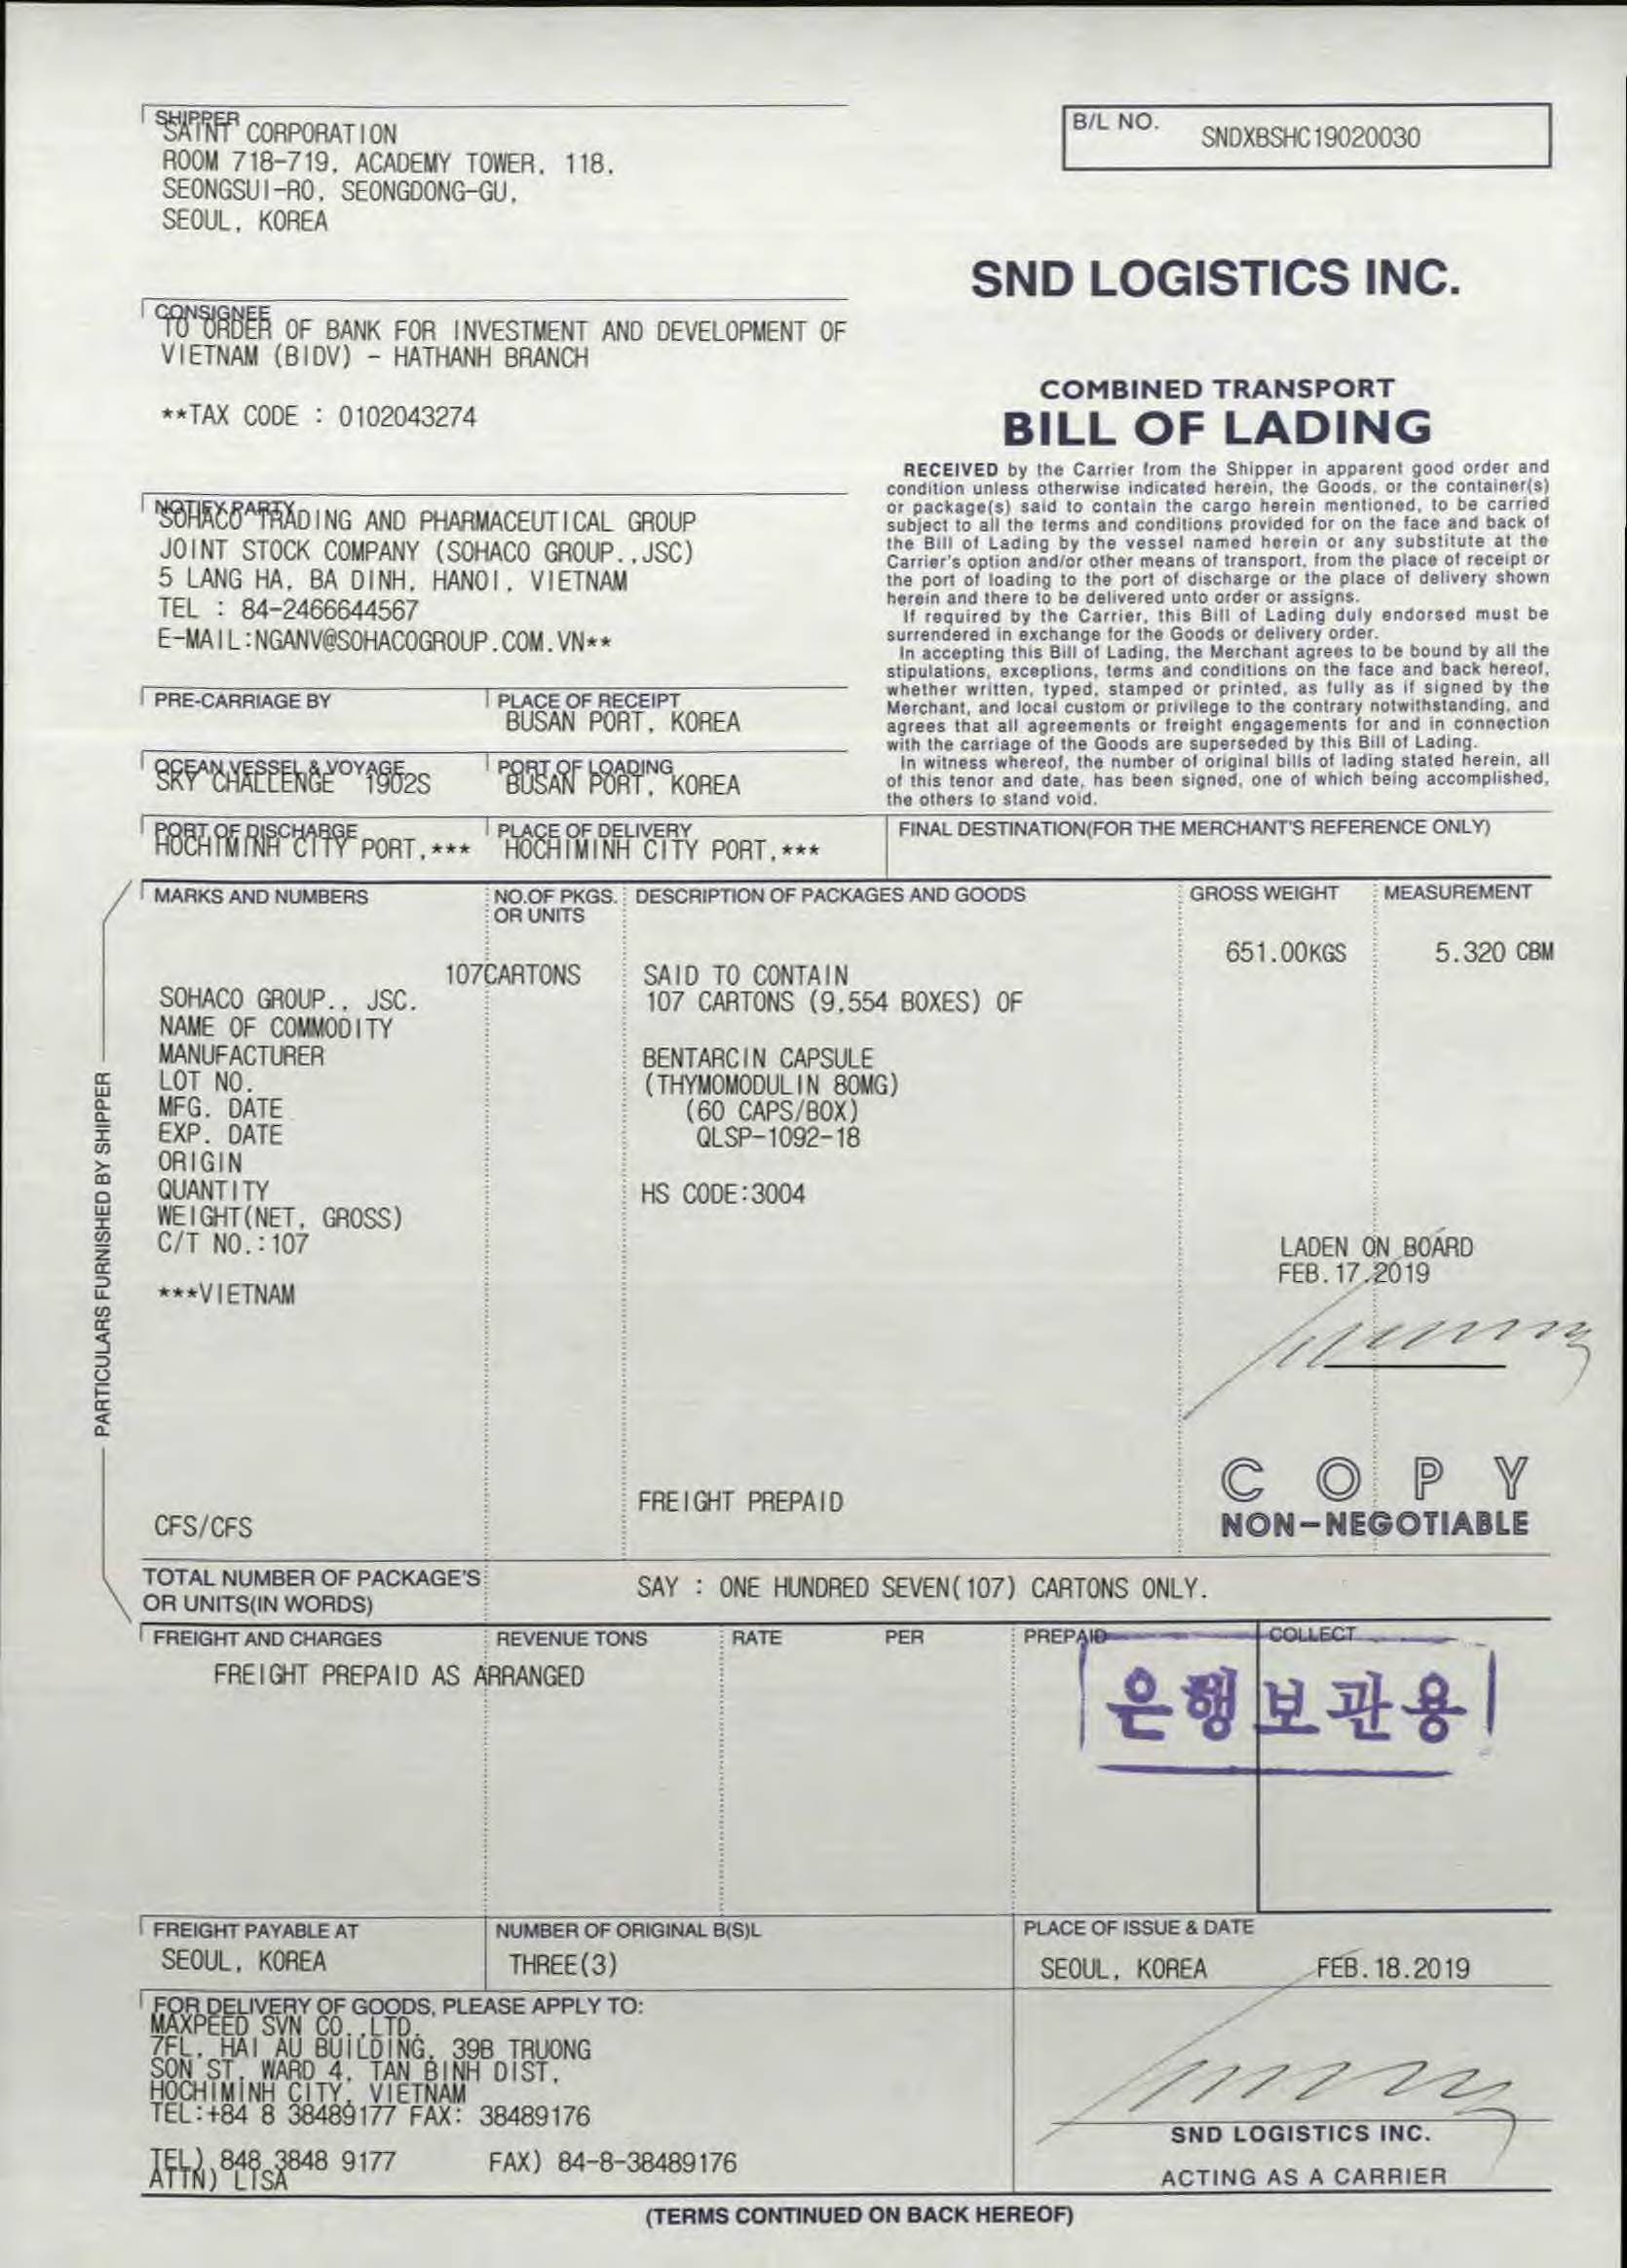 SHIPPER
SAINT CORPORATION
ROOM 718-719, ACADEMY TOWER, 118,
SEONGSUI-RO, SEONGDONG-GU,
SEOUL, KOREA
B/L NO.
SNDXBSHC19020030
SND LOGISTICS INC.
CONSIGNEE
TO ORDER OF BANK FOR INVESTMENT AND DEVELOPMENT OF
VIETNAM (BIDV) - HATHANH BRANCH
**TAX CODE : 0102043274
COMBINED TRANSPORT
BILL OF LADING
RECEIVED by the Carrier from the Shipper in apparent good order and
condition unless otherwise indicated herein, the Goods, or the container(s)
or package(s) said to contain the cargo herein mentioned, to be carried
subject to all the terms and conditions provided for on the face and back of
the Bill of Lading by the vessel named herein or any substitute at the
Carrier's option and/or other means of transport, from the place of receipt or
the port of loading to the port of discharge or the place of delivery shown
herein and there to be delivered unto order or assigns.
If required by the Carrier, this Bill of Lading duly endorsed must be
surrendered in exchange for the Goods or delivery order.
In accepting this Bill of Lading, the Merchant agrees to be bound by all the
stipulations, exceptions, terms and conditions on the face and back hereof,
whether written, typed, stamped or printed, as fully as if signed by the
Merchant, and local custom or privilege to the contrary notwithstanding, and
agrees that all agreements or freight engagements for and in connection
with the carriage of the Goods are superseded by this Bill of Lading.
In witness whereof, the number of original bills of lading stated herein, all
of this tenor and date, has been signed, one of which being accomplished,
the others to stand void.
NOTIFY PARTY
SOHACO TRADING AND PHARMACEUTICAL GROUP
JOINT STOCK COMPANY (SOHACO GROUP.,JSC)
5 LANG HA, BA DINH, HANOI, VIETNAM
TEL : 84-2466644567
E-MAIL:NGANV@SOHACOGROUP.COM.VN**
PRE-CARRIAGE BY
PLACE OF RECEIPT
BUSAN PORT, KOREA
OCEAN VESSEL & VOYAGE
SKY CHALLENGE 1902S
PORT OF LOADING
BUSAN PORT, KOREA
PORT OF DISCHARGE
HOCHIMINH CITY PORT,***
PLACE OF DELIVERY
HOCHIMINH CITY PORT,***
FINAL DESTINATION(FOR THE MERCHANT'S REFERENCE ONLY)
PARTICULARS FURNISHED BY SHIPPER
MARKS AND NUMBERS
NO.OF PKGS.
OR UNITS
DESCRIPTION OF PACKAGES AND GOODS
GROSS WEIGHT
MEASUREMENT
651.00KGS
5.320 CBM
107CARTONS
SAID TO CONTAIN
107 CARTONS (9,554 BOXES) OF
SOHACO GROUP., JSC.
NAME OF COMMODITY
MANUFACTURER
LOT NO.
MFG. DATE
EXP. DATE
ORIGIN
QUANTITY
WEIGHT(NET, GROSS)
C/T NO.:107
***VIETNAM
BENTARCIN CAPSULE
(THYMOMODULIN 80MG)
(60 CAPS/BOX)
QLSP-1092-18
HS CODE:3004
LADEN ON BOARD
FEB.17.2019
FREIGHT PREPAID
CFS/CFS
COPY
NON-NEGOTIABLE
TOTAL NUMBER OF PACKAGE'S
OR UNITS(IN WORDS)
SAY : ONE HUNDRED SEVEN(107) CARTONS ONLY.
FREIGHT AND CHARGES
REVENUE TONS
RATE
PER
PREPAID
COLLECT
FREIGHT PREPAID AS ARRANGED
은행보관용
FREIGHT PAYABLE AT
SEOUL, KOREA
NUMBER OF ORIGINAL B(S)L
THREE(3)
PLACE OF ISSUE & DATE
SEOUL, KOREA FEB.18.2019
FOR DELIVERY OF GOODS, PLEASE APPLY TO:
MAXPEED SVN CO.,LTD.
7FL, HAI AU BUILDING, 39B TRUONG
SON ST, WARD 4, TAN BINH DIST,
HOCHIMINH CITY, VIETNAM
TEL:+84 8 38489177 FAX: 38489176
TEL) 848 3848 9177 FAX) 84-8-38489176
ATTN) LISA
SND LOGISTICS INC.
ACTING AS A CARRIER
(TERMS CONTINUED ON BACK HEREOF)